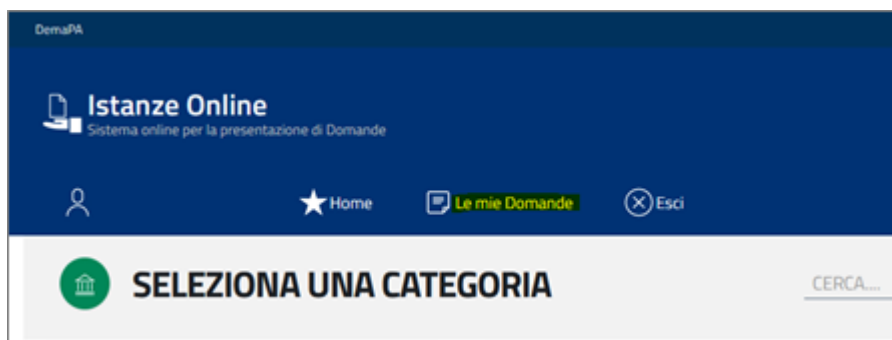 DemaPA
Istanze Online
Sistema online per la presentazione di Domande
Home Le mie Domande Esci
SELEZIONA UNA CATEGORIA CERCA....